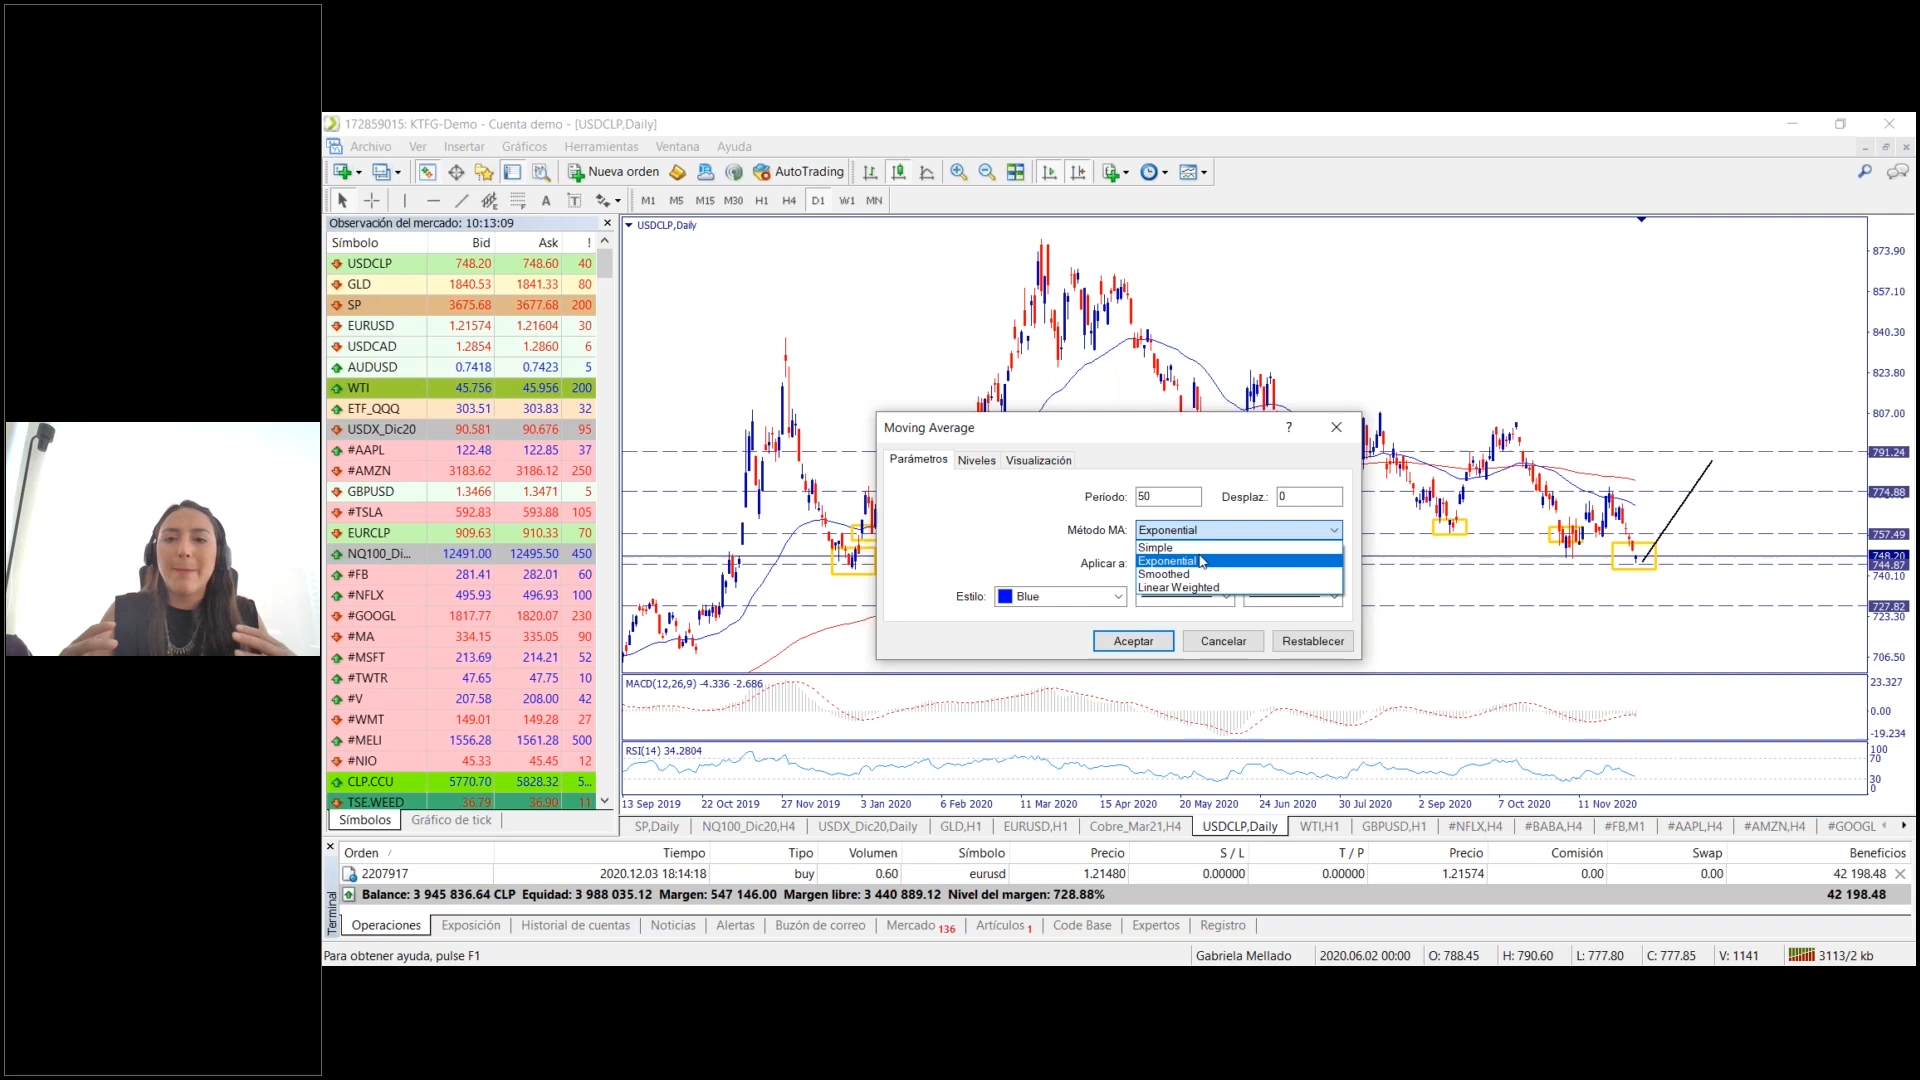 172859015: KTFG-Demo - Cuenta demo - [USDCLP,Daily]
Archivo Ver Insertar Gráficos Herramientas Ventana Ayuda
Nueva orden AutoTrading
A T M1 M5 M15 M30 H1 H4 D1 W1 MN
Observación del mercado: 10:13:09
Símbolo Bid Ask !
USDCLP 748.20 748.60 40
GLD 1840.53 1841.33 80
SP 3675.68 3677.68 200
EURUSD 1.21574 1.21604 30
USDCAD 1.2854 1.2860 6
AUDUSD 0.7418 0.7423 5
WTI 45.756 45.956 200
ETF_QQQ 303.51 303.83 32
USDX_Dic20 90.581 90.676 95
#AAPL 122.48 122.85 37
#AMZN 3183.62 3186.12 250
GBPUSD 1.3466 1.3471 5
#TSLA 592.83 593.88 105
EURCLP 909.63 910.33 70
NQ100_Di... 12491.00 12495.50 450
#FB 281.41 282.01 60
#NFLX 495.93 496.93 100
#GOOGL 1817.77 1820.07 230
#MA 334.15 335.05 90
#MSFT 213.69 214.21 52
#TWTR 47.65 47.75 10
#V 207.58 208.00 42
#WMT 149.01 149.28 27
#MELI 1556.28 1561.28 500
#NIO 45.33 45.45 12
CLP.CCU 5770.70 5828.32 5...
TSE.WEED 36.79 36.90 11
Símbolos Gráfico de tick
USDCLP,Daily
873.90
857.10
840.30
823.80
807.00
791.24
774.88
757.49
748.20
744.87
740.10
727.82
723.30
706.50
Moving Average ?
Parámetros Niveles Visualización
Período: 50 Desplaz.: 0
Método MA: Exponential
Simple
Exponential
Smoothed
Linear Weighted
Aplicar a:
Estilo: Blue
Aceptar Cancelar Restablecer
MACD(12,26,9) -4.336 -2.686
23.327
0.00
-19.234
RSI(14) 34.2804
100
70
30
0
13 Sep 2019 22 Oct 2019 27 Nov 2019 3 Jan 2020 6 Feb 2020 11 Mar 2020 15 Apr 2020 20 May 2020 24 Jun 2020 30 Jul 2020 2 Sep 2020 7 Oct 2020 11 Nov 2020
SP,Daily NQ100_Dic20,H4 USDX_Dic20,Daily GLD,H1 EURUSD,H1 Cobre_Mar21,H4 USDCLP,Daily WTI,H1 GBPUSD,H1 #NFLX,H4 #BABA,H4 #FB,M1 #AAPL,H4 #AMZN,H4 #GOOGL
Orden / Tiempo Tipo Volumen Símbolo Precio S / L T / P Precio Comisión Swap Beneficios
2207917 2020.12.03 18:14:18 buy 0.60 eurusd 1.21480 0.00000 0.00000 1.21574 0.00 0.00 42 198.48
Balance: 3 945 836.64 CLP Equidad: 3 988 035.12 Margen: 547 146.00 Margen libre: 3 440 889.12 Nivel del margen: 728.88% 42 198.48
Terminal
Operaciones Exposición Historial de cuentas Noticias Alertas Buzón de correo Mercado 136 Artículos 1 Code Base Expertos Registro
Para obtener ayuda, pulse F1 Gabriela Mellado 2020.06.02 00:00 O: 788.45 H: 790.60 L: 777.80 C: 777.85 V: 1141 3113/2 kb